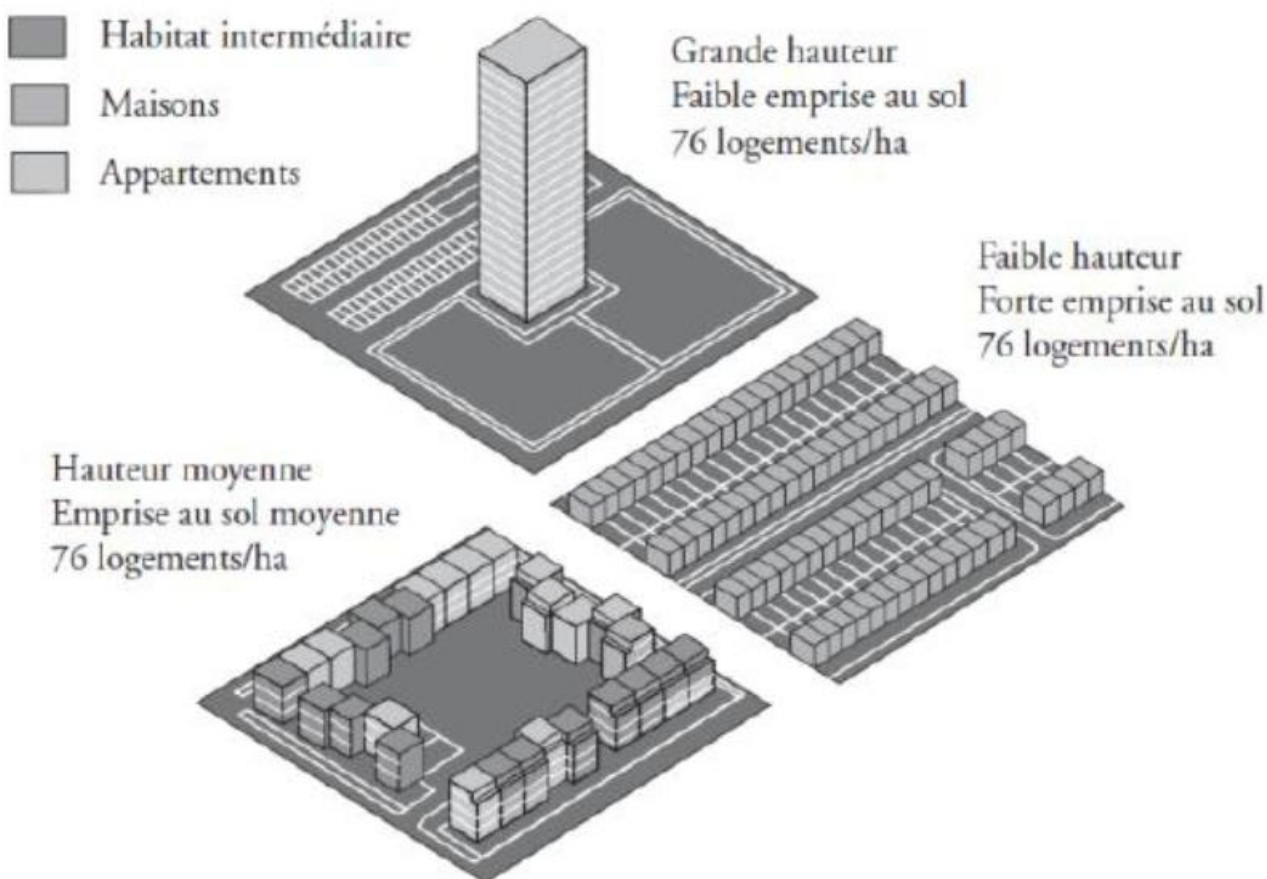 Habitat intermédiaire
Maisons
Appartements
Grande hauteur
Faible emprise au sol
76 logements/ha
Faible hauteur
Forte emprise au sol
76 logements/ha
Hauteur moyenne
Emprise au sol moyenne
76 logements/ha